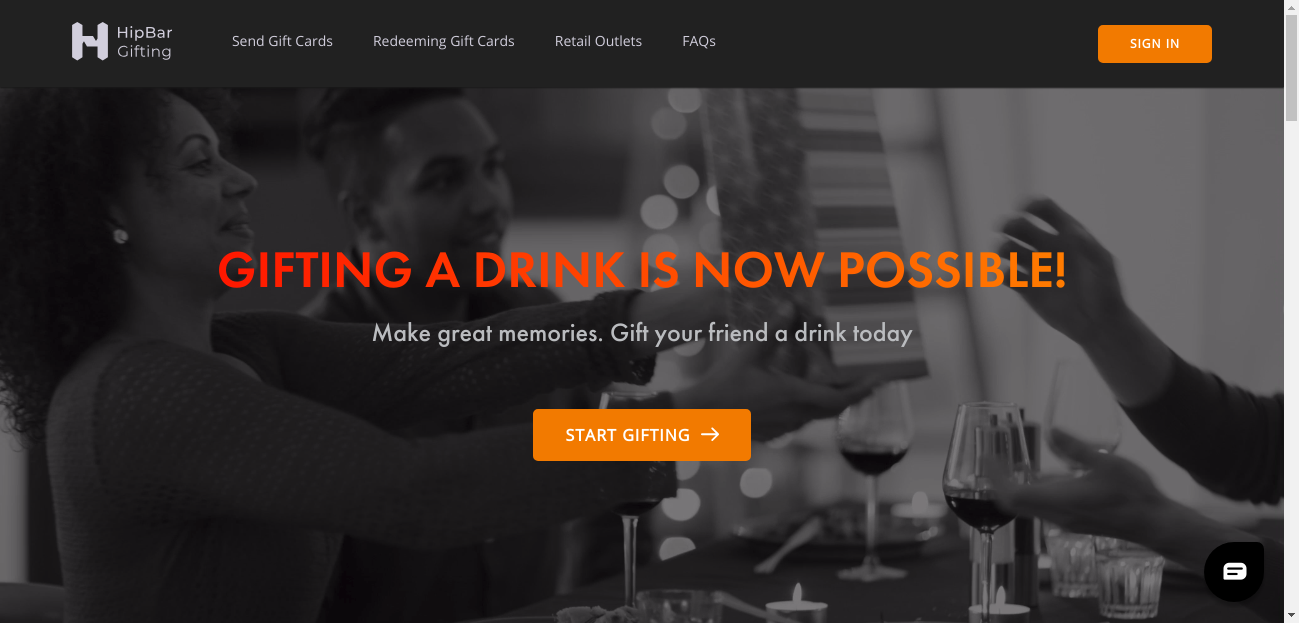 HipBar
Gifting
Send Gift Cards
Redeeming Gift Cards
Retail Outlets
FAQs
SIGN IN
GIFTING A DRINK IS NOW POSSIBLE!
Make great memories. Gift your friend a drink today
START GIFTING →